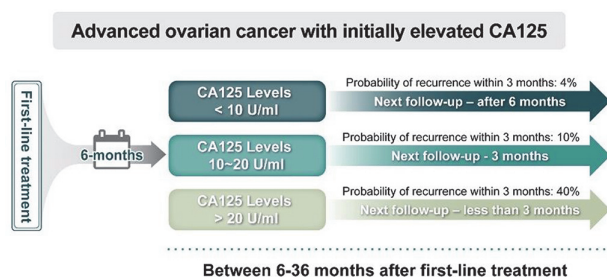 Advanced ovarian cancer with initially elevated CA125
First-line treatment
6-months
CA125 Levels
< 10 U/ml
Probability of recurrence within 3 months: 4%
Next follow-up – after 6 months
CA125 Levels
10~20 U/ml
Probability of recurrence within 3 months: 10%
Next follow-up - 3 months
CA125 Levels
> 20 U/ml
Probability of recurrence within 3 months: 40%
Next follow-up – less than 3 months
Between 6-36 months after first-line treatment